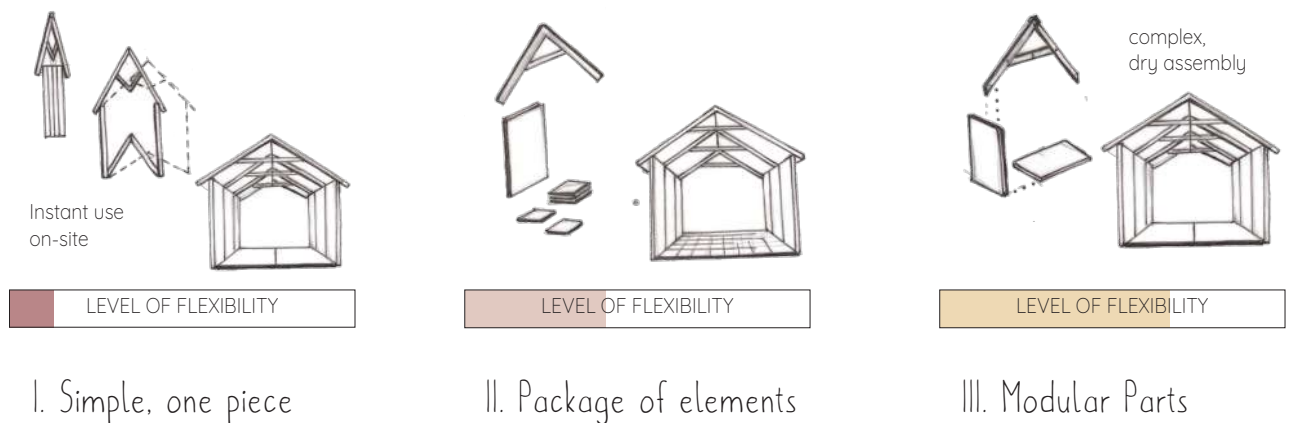 complex,
dry assembly
Instant use
on-site
LEVEL OF FLEXIBILITY
LEVEL OF FLEXIBILITY
LEVEL OF FLEXIBILITY
I. Simple, one piece
II. Package of elements
III. Modular Parts